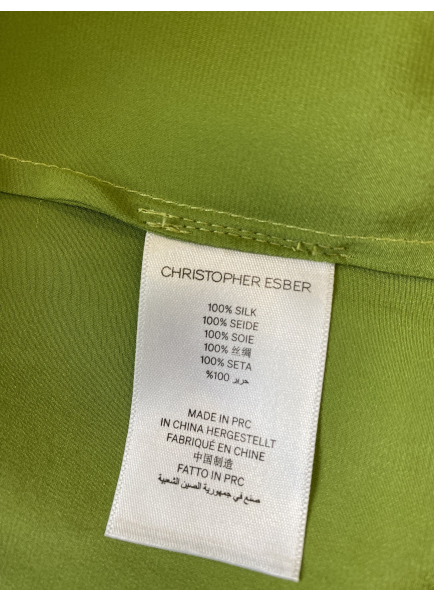 CHRISTOPHER ESBER
100% SILK
100% SEIDE
100% SOIE
100% 丝绸
100% SETA
حرير 100%
MADE IN PRC
IN CHINA HERGESTELLT
FABRIQUÉ EN CHINE
中国制造
FATTO IN PRC
صنع في جمهورية الصين الشعبية